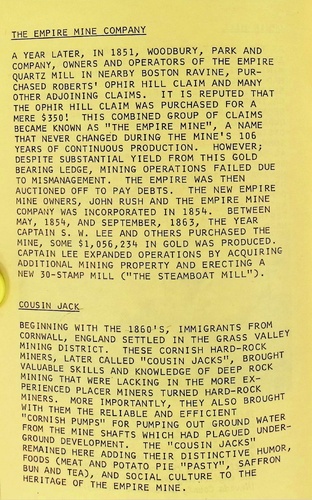 THE EMPIRE MINE COMPANY
A YEAR LATER, IN 1851, WOODBURY, PARK AND
COMPANY, OWNERS AND OPERATORS OF THE EMPIRE
QUARTZ MILL IN NEARBY BOSTON RAVINE, PUR-
CHASED ROBERTS' OPHIR HILL CLAIM AND MANY
OTHER ADJOINING CLAIMS. IT IS REPUTED THAT
THE OPHIR HILL CLAIM WAS PURCHASED FOR A
MERE $350! THIS COMBINED GROUP OF CLAIMS
BECAME KNOWN AS "THE EMPIRE MINE", A NAME
THAT NEVER CHANGED DURING THE MINE'S 106
YEARS OF CONTINUOUS PRODUCTION. HOWEVER;
DESPITE SUBSTANTIAL YIELD FROM THIS GOLD
BEARING LEDGE, MINING OPERATIONS FAILED DUE
TO MISMANAGEMENT. THE EMPIRE WAS THEN
AUCTIONED OFF TO PAY DEBTS. THE NEW EMPIRE
MINE OWNERS, JOHN RUSH AND THE EMPIRE MINE
COMPANY WAS INCORPORATED IN 1854. BETWEEN
MAY, 1854, AND SEPTEMBER, 1863, THE YEAR
CAPTAIN S. W. LEE AND OTHERS PURCHASED THE
MINE, SOME $1,056,234 IN GOLD WAS PRODUCED.
CAPTAIN LEE EXPANDED OPERATIONS BY ACQUIRING
ADDITIONAL MINING PROPERTY AND ERECTING A
NEW 30-STAMP MILL ("THE STEAMBOAT MILL").
COUSIN JACK
BEGINNING WITH THE 1860'S, IMMIGRANTS FROM
CORNWALL, ENGLAND SETTLED IN THE GRASS VALLEY
MINING DISTRICT. THESE CORNISH HARD-ROCK
MINERS, LATER CALLED "COUSIN JACKS", BROUGHT
VALUABLE SKILLS AND KNOWLEDGE OF DEEP ROCK
MINING THAT WERE LACKING IN THE MORE EX-
PERIENCED PLACER MINERS TURNED HARD-ROCK
MINERS. MORE IMPORTANTLY, THEY ALSO BROUGHT
WITH THEM THE RELIABLE AND EFFICIENT
"CORNISH PUMPS" FOR PUMPING OUT GROUND WATER
FROM THE MINE SHAFTS WHICH HAD PLAGUED UNDER-
GROUND DEVELOPMENT. THE "COUSIN JACKS"
REMAINED HERE ADDING THEIR DISTINCTIVE HUMOR,
FOODS (MEAT AND POTATO PIE "PASTY", SAFFRON
BUN AND TEA), AND SOCIAL CULTURE TO THE
HERITAGE OF THE EMPIRE MINE.